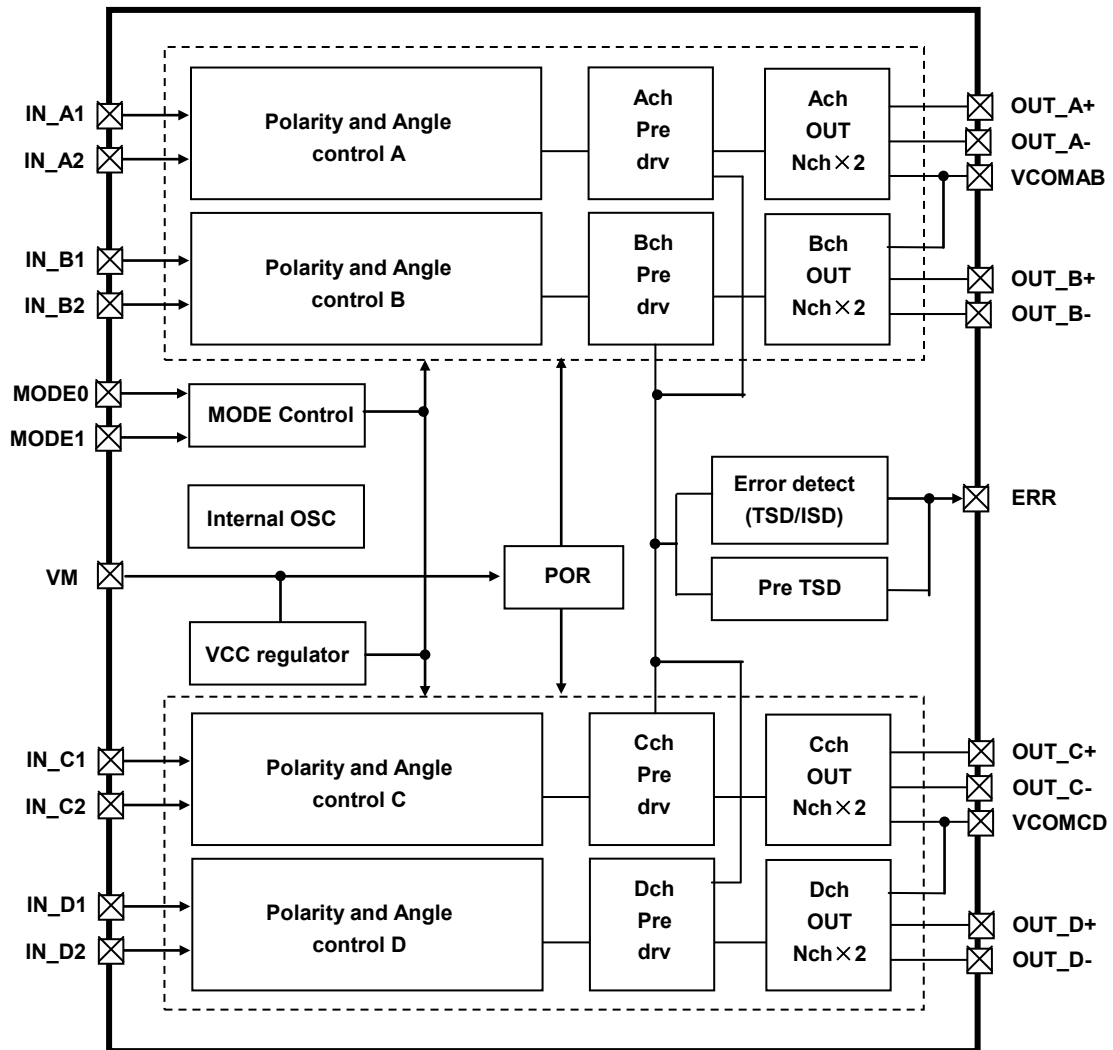 IN_A1
IN_A2
Polarity and Angle
control A
Ach
Pre
drv
Ach
OUT
Nch×2
OUT_A+
OUT_A-
VCOMAB
IN_B1
IN_B2
Polarity and Angle
control B
Bch
Pre
drv
Bch
OUT
Nch×2
OUT_B+
OUT_B-
MODE0
MODE1
MODE Control
Internal OSC
VM
VCC regulator
POR
Error detect
(TSD/ISD)
Pre TSD
ERR
IN_C1
IN_C2
Polarity and Angle
control C
Cch
Pre
drv
Cch
OUT
Nch×2
OUT_C+
OUT_C-
VCOMCD
IN_D1
IN_D2
Polarity and Angle
control D
Dch
Pre
drv
Dch
OUT
Nch×2
OUT_D+
OUT_D-